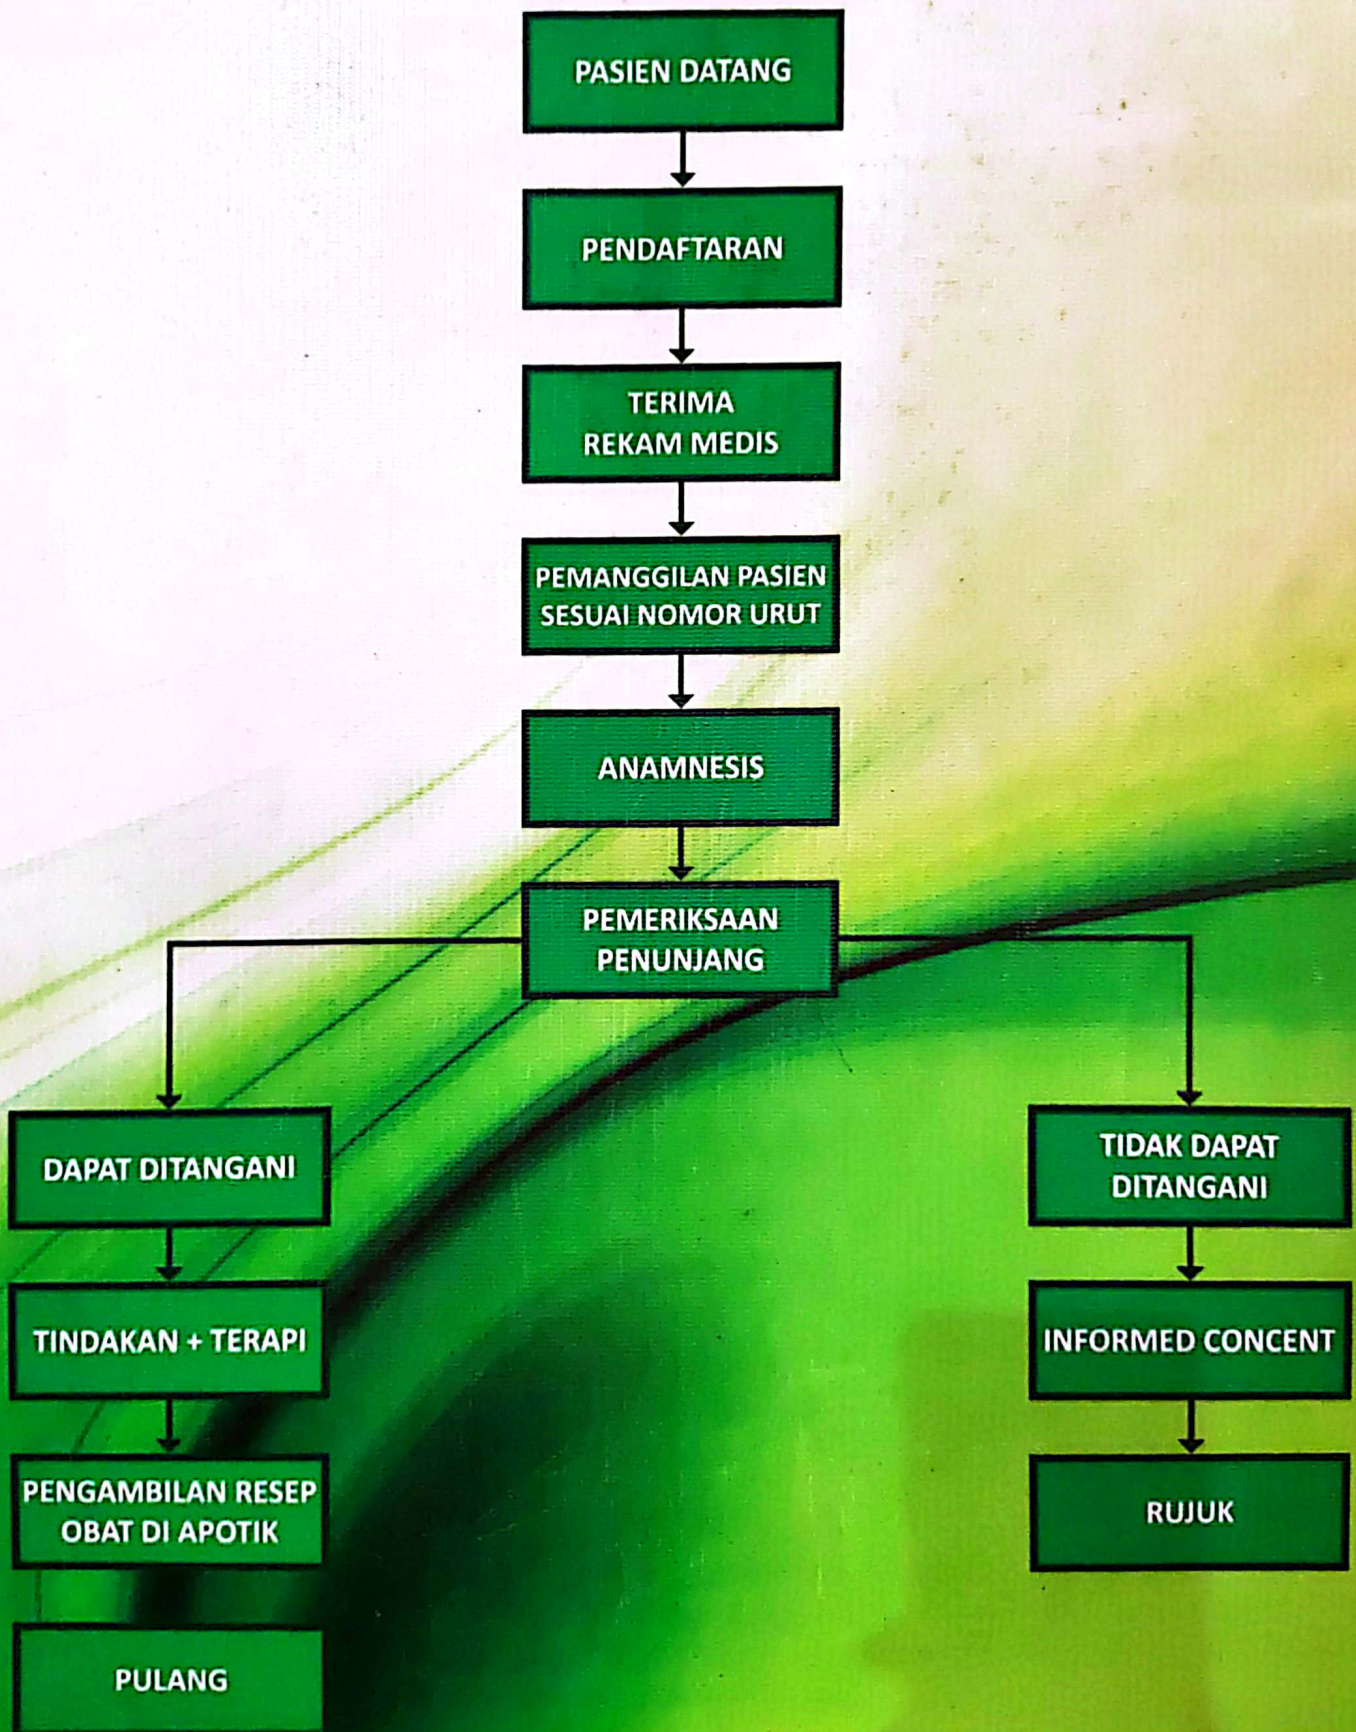 PASIEN DATANG
PENDAFTARAN
TERIMA
REKAM MEDIS
PEMANGGILAN PASIEN
SESUAI NOMOR URUT
ANAMNESIS
PEMERIKSAAN
PENUNJANG
DAPAT DITANGANI
TINDAKAN + TERAPI
PENGAMBILAN RESEP
OBAT DI APOTIK
PULANG
TIDAK DAPAT
DITANGANI
INFORMED CONCENT
RUJUK